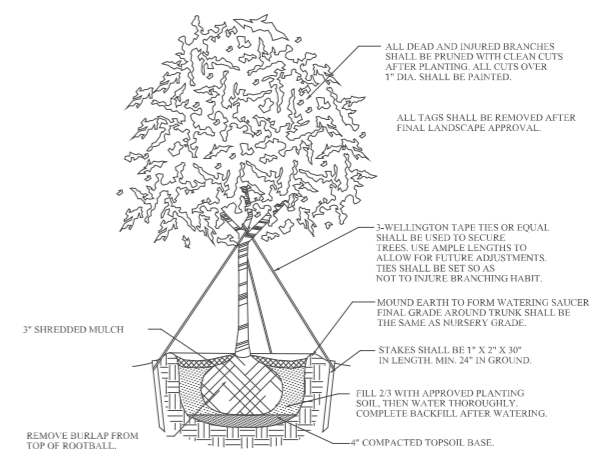 ALL DEAD AND INJURED BRANCHES
SHALL BE PRUNED WITH CLEAN CUTS
AFTER PLANTING. ALL CUTS OVER
1" DIA. SHALL BE PAINTED.
ALL TAGS SHALL BE REMOVED AFTER
FINAL LANDSCAPE APPROVAL.
3-WELLINGTON TAPE TIES OR EQUAL
SHALL BE USED TO SECURE
TREES. USE AMPLE LENGTHS TO
ALLOW FOR FUTURE ADJUSTMENTS.
TIES SHALL BE SET SO AS
NOT TO INJURE BRANCHING HABIT.
MOUND EARTH TO FORM WATERING SAUCER
FINAL GRADE AROUND TRUNK SHALL BE
THE SAME AS NURSERY GRADE.
3" SHREDDED MULCH
STAKES SHALL BE 1" X 2" X 30"
IN LENGTH. MIN. 24" IN GROUND.
FILL 2/3 WITH APPROVED PLANTING
SOIL, THEN WATER THOROUGHLY.
COMPLETE BACKFILL AFTER WATERING.
REMOVE BURLAP FROM
TOP OF ROOTBALL.
4" COMPACTED TOPSOIL BASE.